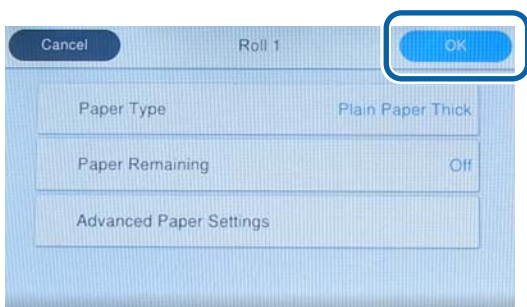 Cancel Roll 1 OK
Paper Type Plain Paper Thick
Paper Remaining Off
Advanced Paper Settings